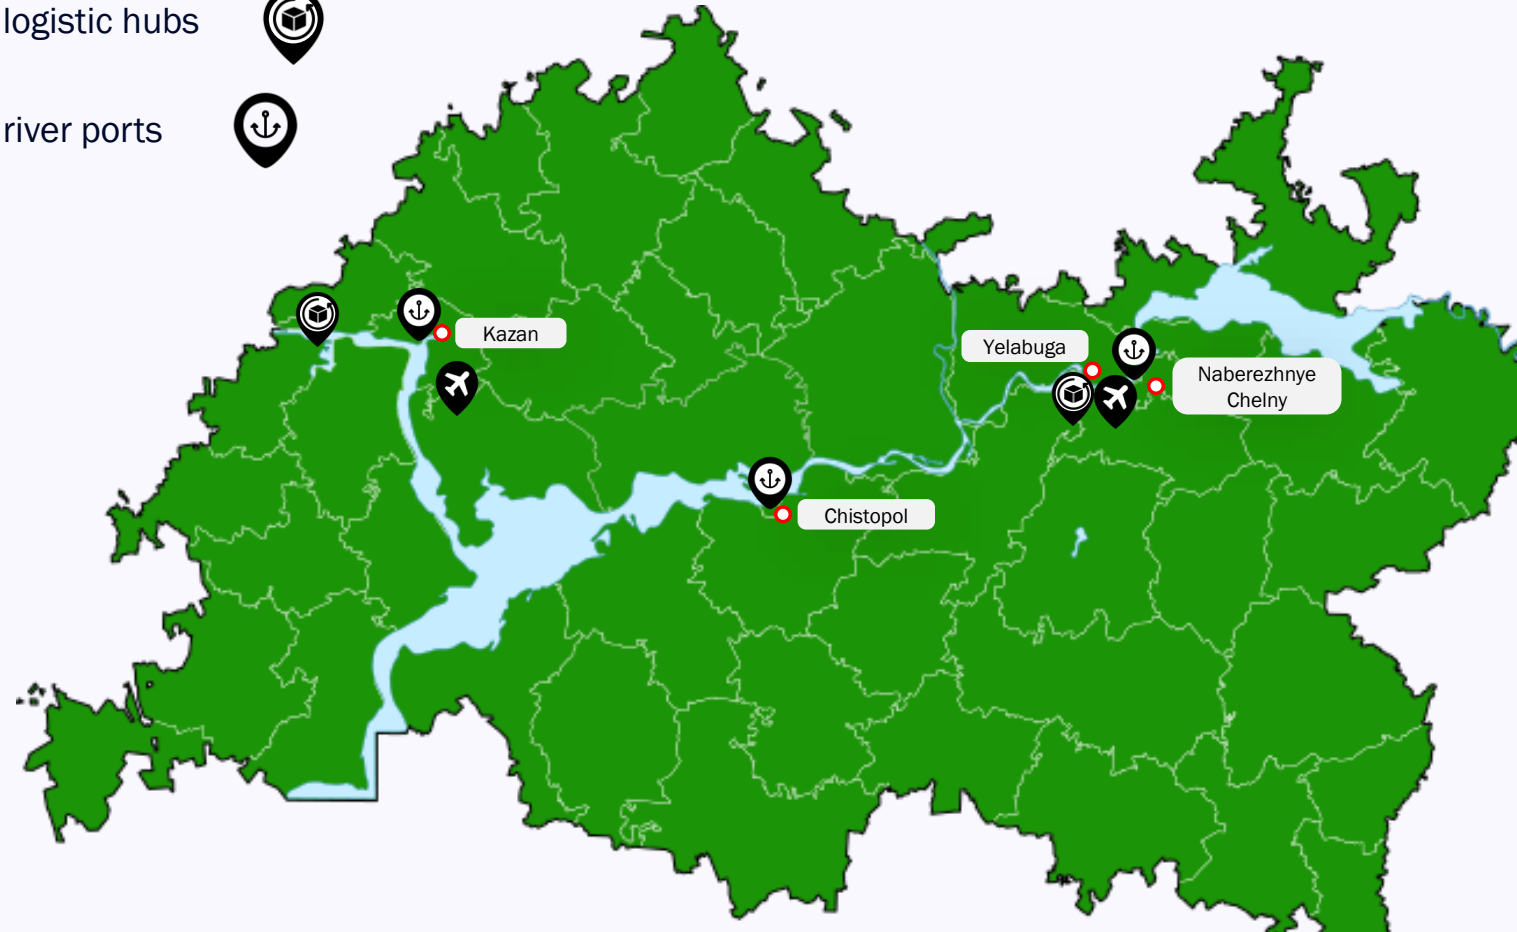 logistic hubs
river ports
Kazan
Yelabuga
Naberezhnye
Chelny
Chistopol